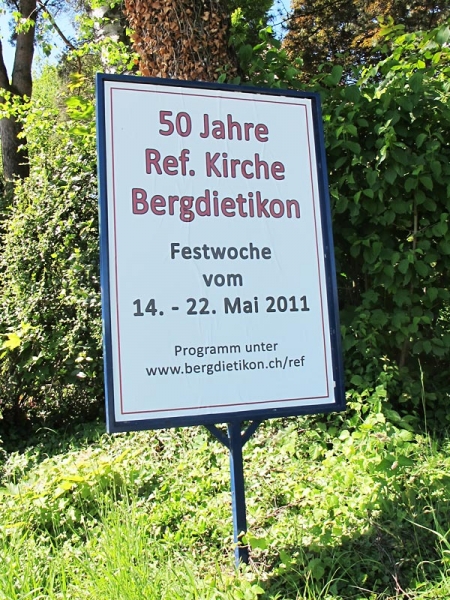 50 Jahre
Ref. Kirche
Bergdietikon
Festwoche
vom
14. - 22. Mai 2011
Programm unter
www.bergdietikon.ch/ref